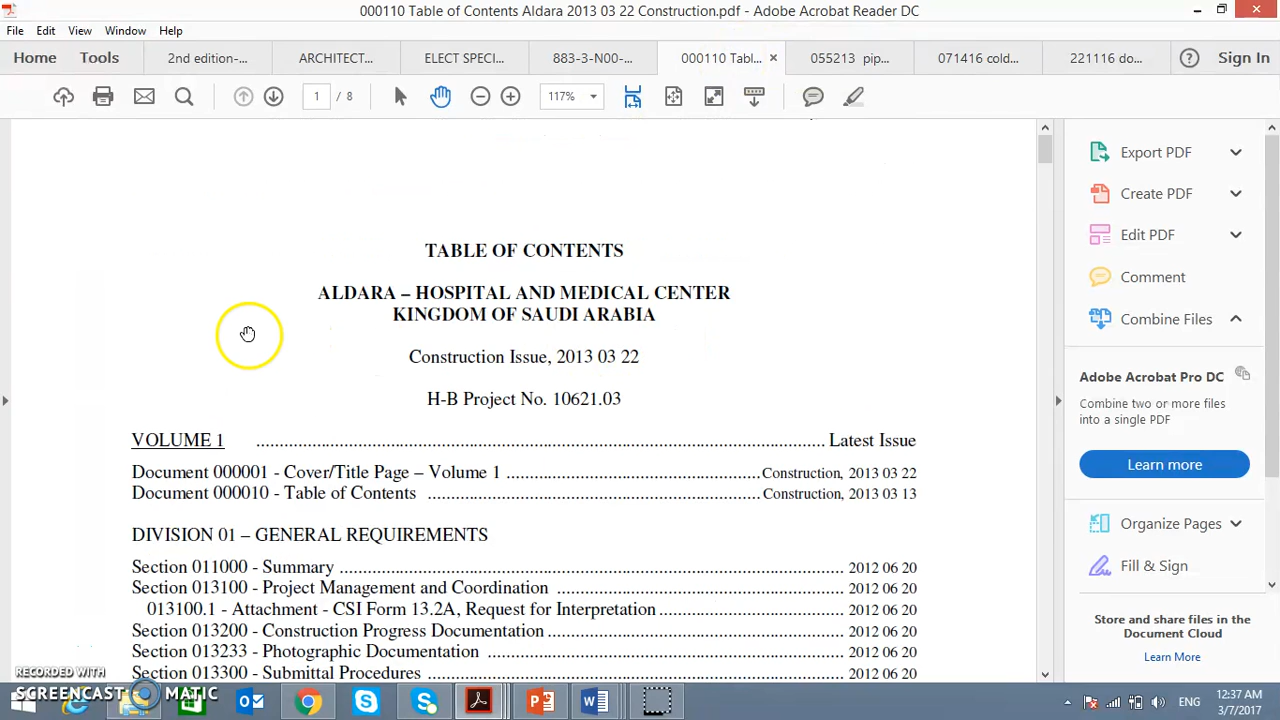 000110 Table of Contents Aldara 2013 03 22 Construction.pdf - Adobe Acrobat Reader DC
File Edit View Window Help
Home Tools 2nd edition-... ARCHITECT... ELECT SPECI... 883-3-N00-... 000110 Tabl... × 055213 pip... 071416 cold... 221116 do... Sign In
1 / 8 117%
TABLE OF CONTENTS
ALDARA – HOSPITAL AND MEDICAL CENTER
KINGDOM OF SAUDI ARABIA
Construction Issue, 2013 03 22
H-B Project No. 10621.03
VOLUME 1 ........ Latest Issue
Document 000001 - Cover/Title Page – Volume 1 ........ Construction, 2013 03 22
Document 000010 - Table of Contents ........ Construction, 2013 03 13
DIVISION 01 – GENERAL REQUIREMENTS
Section 011000 - Summary ........ 2012 06 20
Section 013100 - Project Management and Coordination ........ 2012 06 20
013100.1 - Attachment - CSI Form 13.2A, Request for Interpretation ........ 2012 06 20
Section 013200 - Construction Progress Documentation ........ 2012 06 20
Section 013233 - Photographic Documentation ........ 2012 06 20
Section 013300 - Submittal Procedures ........ 2012 06 20
Export PDF
Create PDF
Edit PDF
Comment
Combine Files
Adobe Acrobat Pro DC
Combine two or more files
into a single PDF
Learn more
Organize Pages
Fill & Sign
Store and share files in the
Document Cloud
Learn More
RECORDED WITH
SCREENCAST MATIC
ENG
12:37 AM
3/7/2017